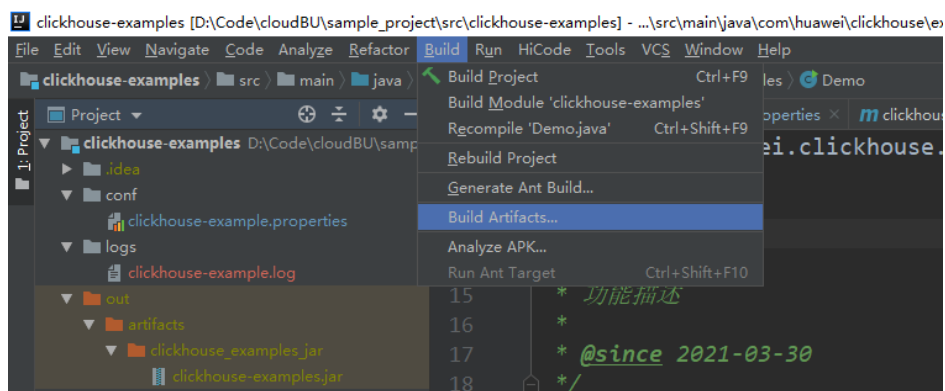 clickhouse-examples [D:\Code\cloudBU\sample_project\src\clickhouse-examples] - ...\src\main\java\com\huawei\clickhouse\ex
File Edit View Navigate Code Analyze Refactor Build Run HiCode Tools VCS Window Help
clickhouse-examples src main java
Build Project Ctrl+F9
les Demo
Build Module 'clickhouse-examples'
Recompile 'Demo.java' Ctrl+Shift+F9
Rebuild Project
Generate Ant Build...
Build Artifacts...
Analyze APK...
Run Ant Target Ctrl+Shift+F10
1: Project
Project
operties × m clickhous
clickhouse-examples D:\Code\cloudBU\samp
ei.clickhouse.
.idea
conf
clickhouse-example.properties
logs
clickhouse-example.log
out
artifacts
clickhouse_examples_jar
clickhouse-examples.jar
15 * 功能描述
16 *
17 * @since 2021-03-30
18 */